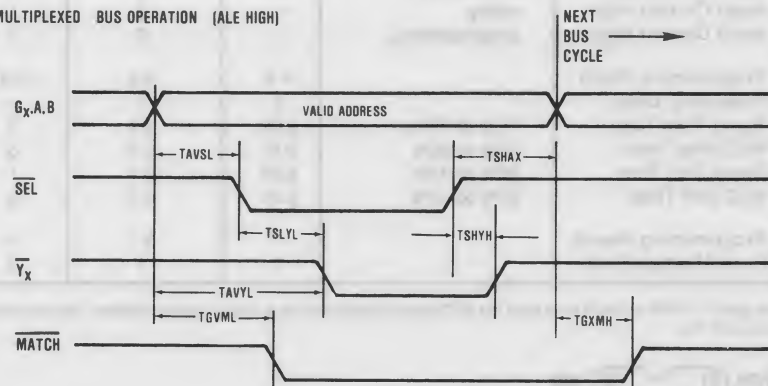 MULTIPLEXED BUS OPERATION (ALE HIGH)
NEXT
BUS
CYCLE
GX,A,B
VALID ADDRESS
TAVSL
TSHAX
SEL
TSLYL
TSHYH
YX
TAVYL
TGVML
TGXMH
MATCH